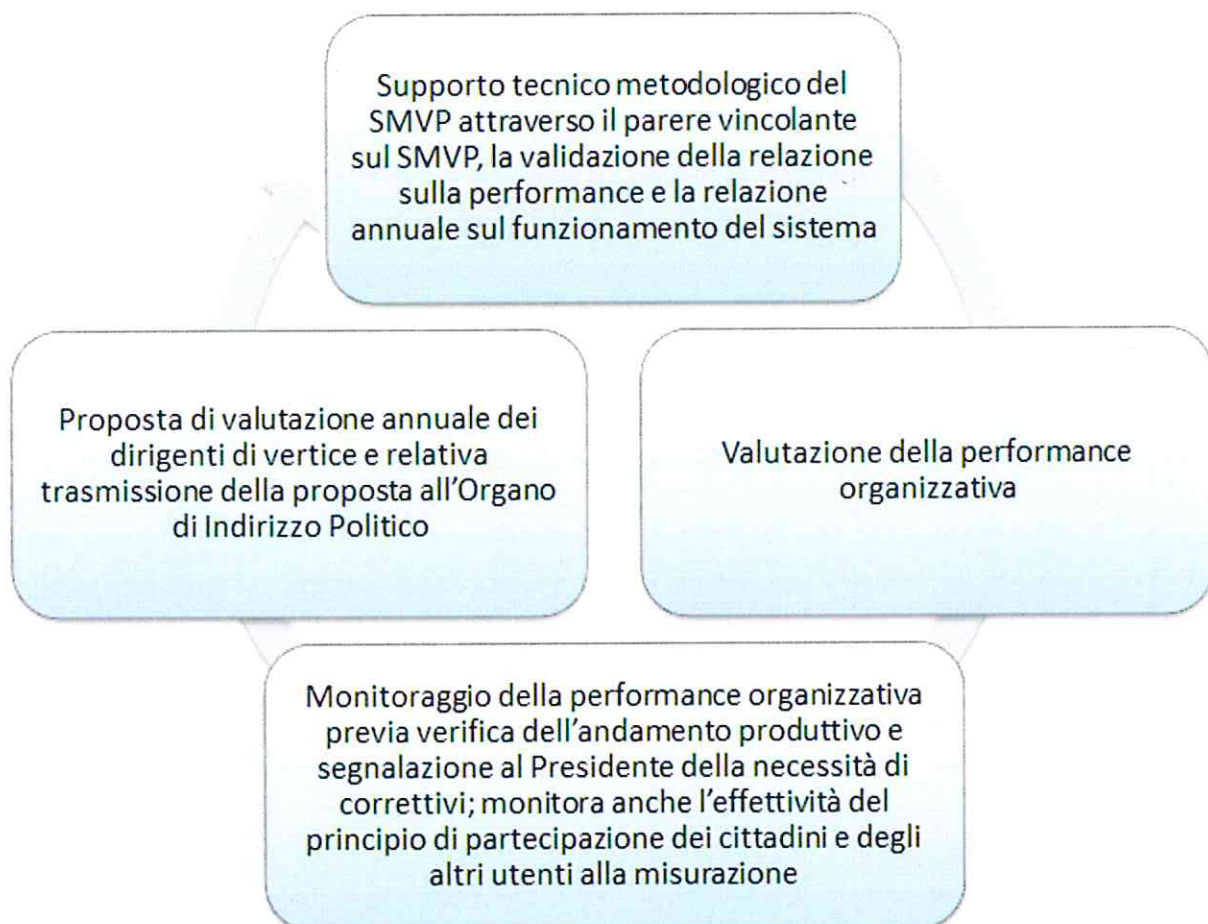 Supporto tecnico metodologico del
SMVP attraverso il parere vincolante
sul SMVP, la validazione della relazione
sulla performance e la relazione
annuale sul funzionamento del sistema
Proposta di valutazione annuale dei
dirigenti di vertice e relativa
trasmissione della proposta all'Organo
di Indirizzo Politico
Valutazione della performance
organizzativa
Monitoraggio della performance organizzativa
previa verifica dell'andamento produttivo e
segnalazione al Presidente della necessità di
correttivi; monitora anche l'effettività del
principio di partecipazione dei cittadini e degli
altri utenti alla misurazione